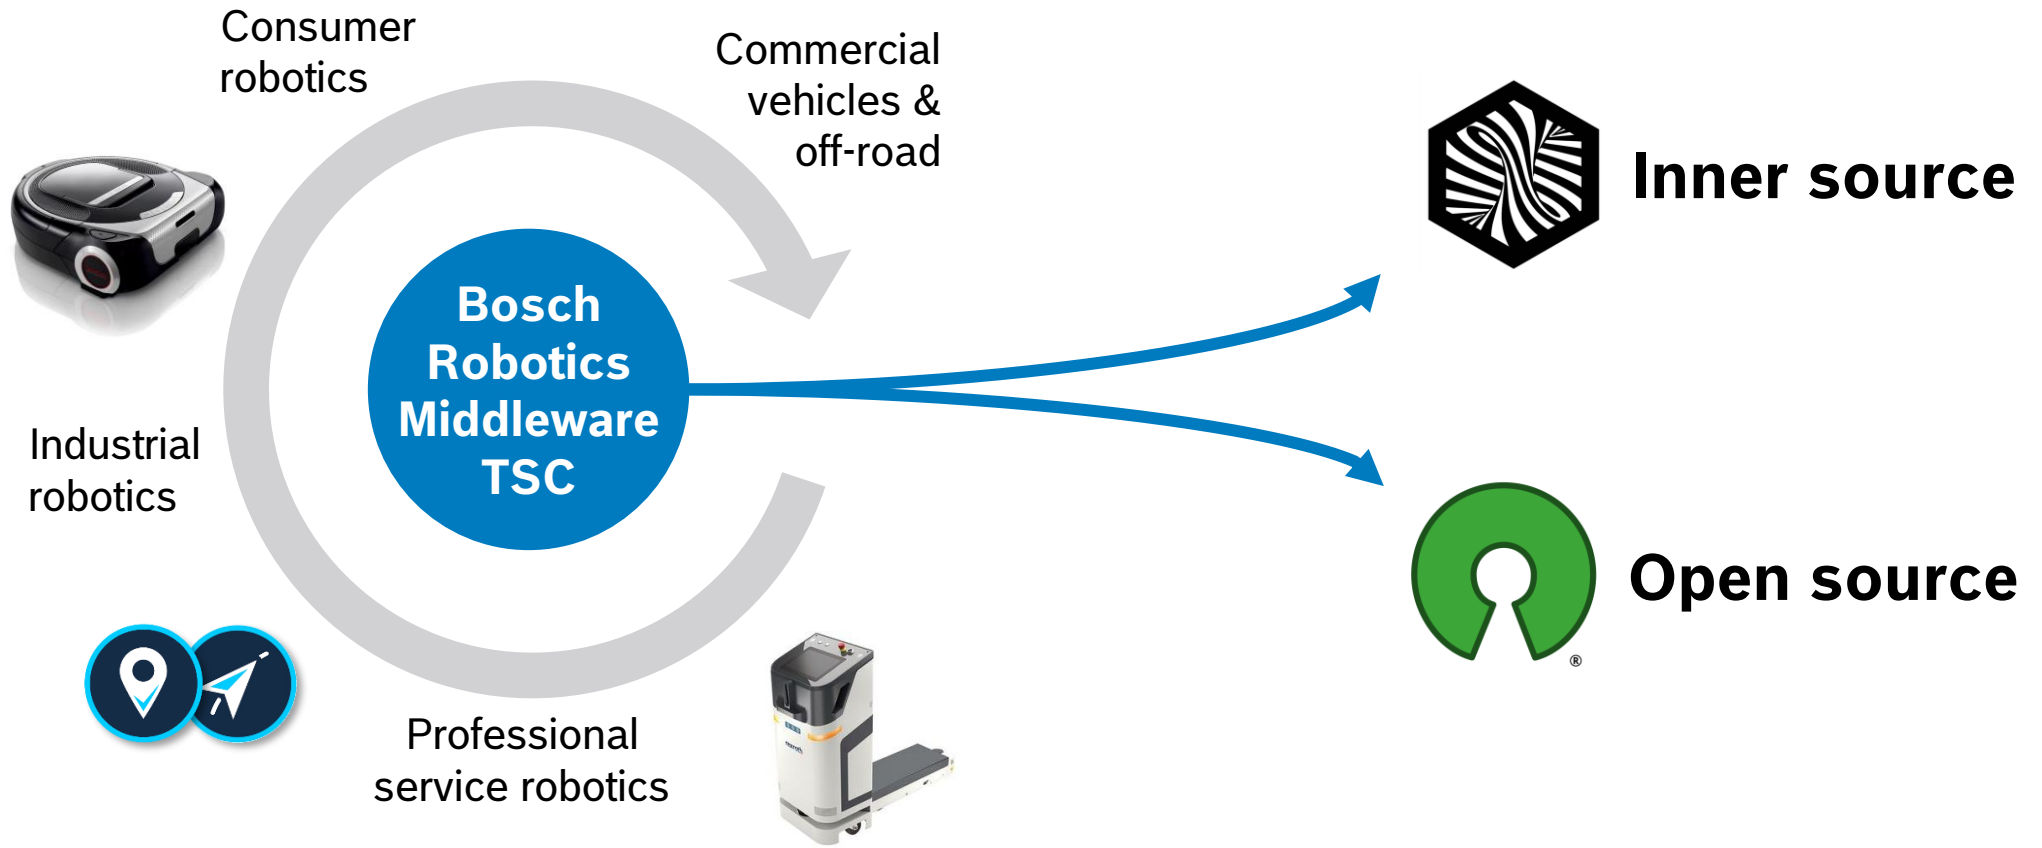 Consumer
robotics
Commercial
vehicles &
off-road
Inner source
Bosch
Robotics
Middleware
TSC
Industrial
robotics
Open source
®
Professional
service robotics
rexroth